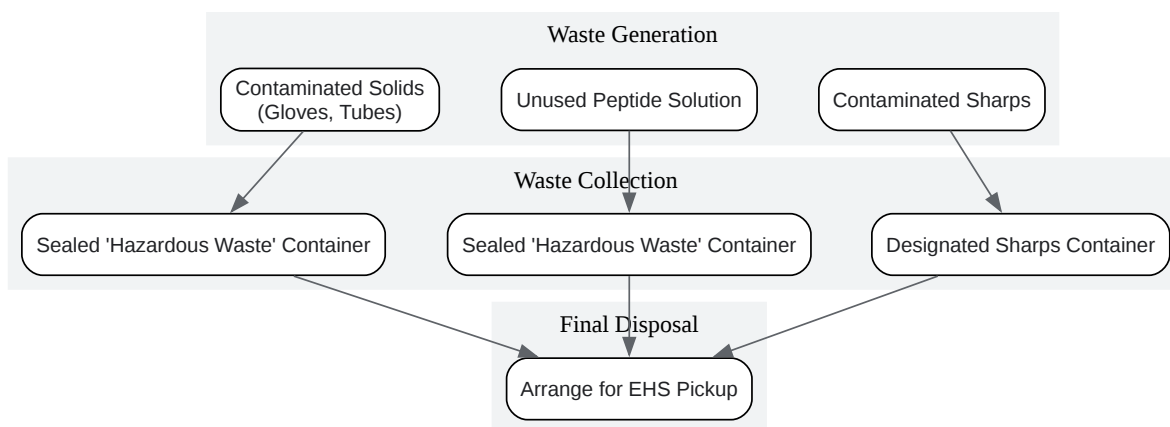 Waste Generation
Contaminated Solids
(Gloves, Tubes)
Unused Peptide Solution
Contaminated Sharps
Waste Collection
Sealed 'Hazardous Waste' Container
Sealed 'Hazardous Waste' Container
Designated Sharps Container
Final Disposal
Arrange for EHS Pickup